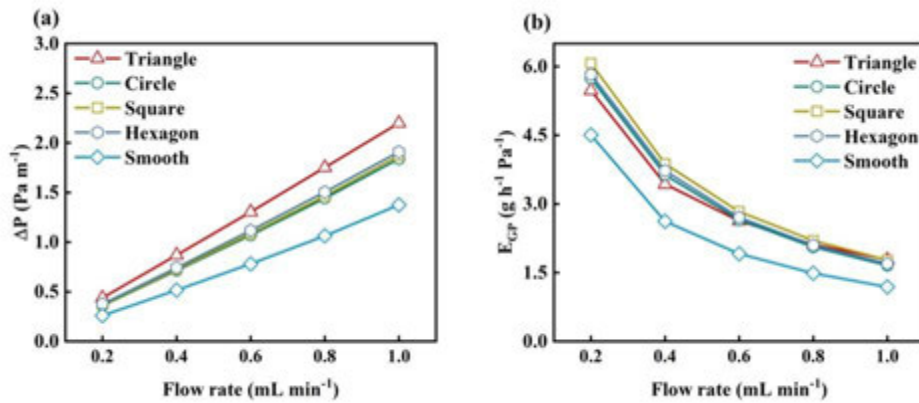 (a)
3.0
2.5
2.0
1.5
1.0
0.5
0.0
ΔP (Pa m⁻¹)
Triangle
Circle
Square
Hexagon
Smooth
0.2 0.4 0.6 0.8 1.0
Flow rate (mL min⁻¹)
(b)
6.0
4.5
3.0
1.5
0.0
E_GP (g h⁻¹ Pa⁻¹)
Triangle
Circle
Square
Hexagon
Smooth
0.2 0.4 0.6 0.8 1.0
Flow rate (mL min⁻¹)